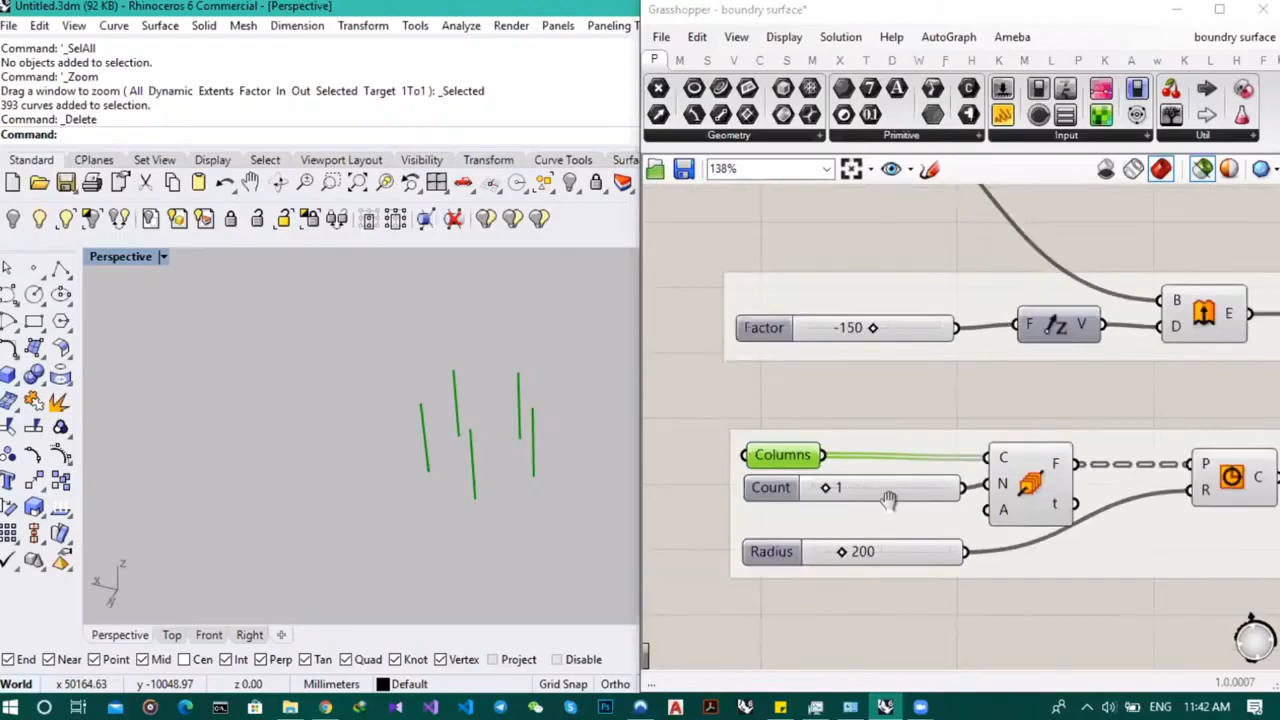 Untitled.3dm (92 KB) - Rhinoceros 6 Commercial - [Perspective]
File Edit View Curve Surface Solid Mesh Dimension Transform Tools Analyze Render Panels Paneling T
Command: '_SelAll
No objects added to selection.
Command: '_Zoom
Drag a window to zoom ( All Dynamic Extents Factor In Out Selected Target 1To1 ): _Selected
393 curves added to selection.
Command: _Delete
Command:
Standard CPlanes Set View Display Select Viewport Layout Visibility Transform Curve Tools Surfa
Perspective
z
x
y
Perspective Top Front Right
End Near Point Mid Cen Int Perp Tan Quad Knot Vertex Project Disable
World x 50164.63 y -10048.97 z 0.00 Millimeters Default Grid Snap Ortho
Grasshopper - boundry surface*
File Edit View Display Solution Help AutoGraph Ameba boundry surface
P M S V C S M X T D W F L K A w K M L P E L H F
Geometry Primitive Input Util
138%
Factor -150 F V B D E
Columns
Count 1
Radius 200
C N A F t
P R C
...
1.0.0007
ENG 11:42 AM